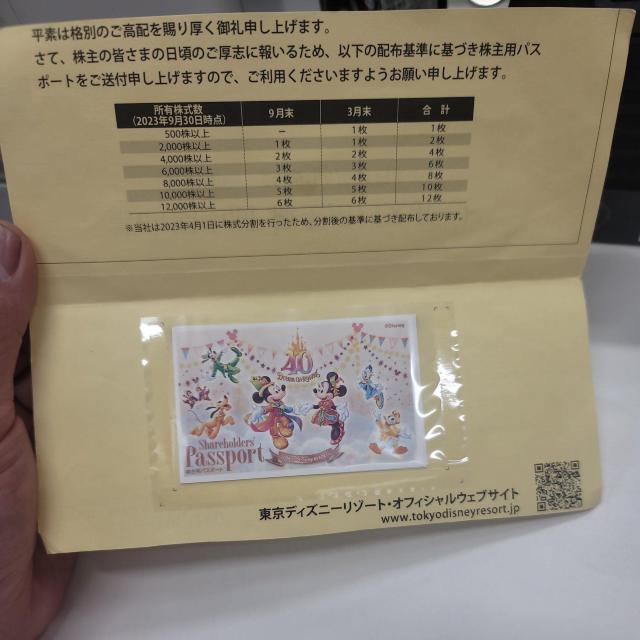 平素は格別のご高配を賜り厚く御礼申し上げます。
さて、株主の皆さまの日頃のご厚志に報いるため、以下の配布基準に基づき株主用パス
ポートをご送付申し上げますので、ご利用くださいますようお願い申し上げます。
所有株式数 9月末 3月末 合計
(2023年9月30日時点)
500株以上 － 1枚 1枚
2,000株以上 1枚 1枚 2枚
4,000株以上 2枚 2枚 4枚
6,000株以上 3枚 3枚 6枚
8,000株以上 4枚 4枚 8枚
10,000株以上 5枚 5枚 10枚
12,000株以上 6枚 6枚 12枚
※当社は2023年4月1日に株式分割を行ったため、分割後の基準に基づき配布しております。
©Disney
40
Shareholders'
Passport
株主用パスポート
東京ディズニーリゾート・オフィシャルウェブサイト
www.tokyodisneyresort.jp